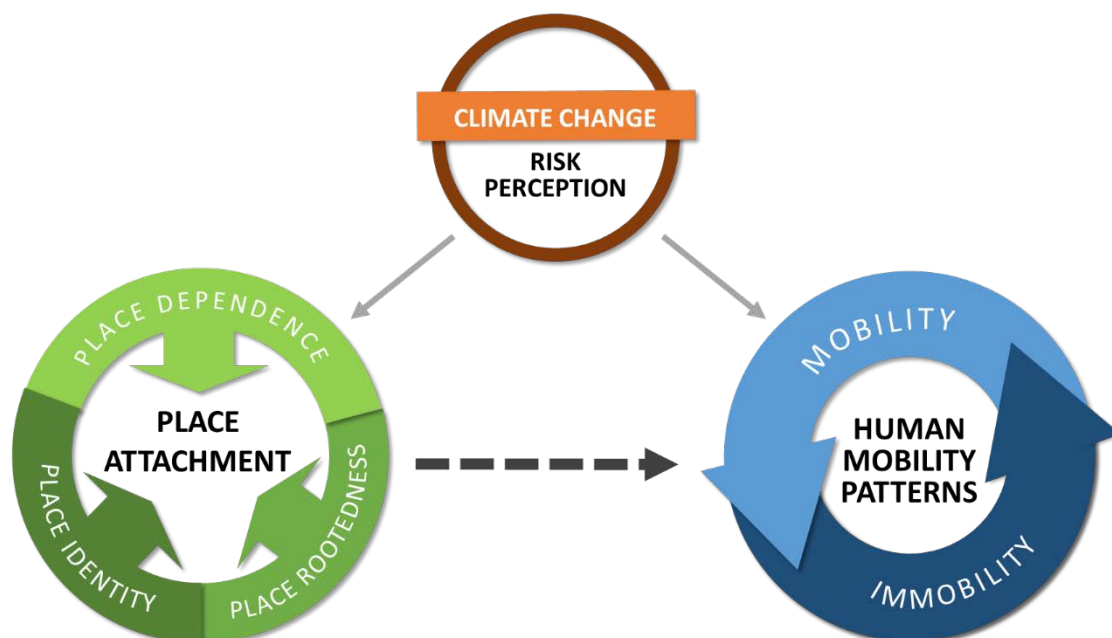 CLIMATE CHANGE
RISK
PERCEPTION
PLACE DEPENDENCE
PLACE
ATTACHMENT
PLACE IDENTITY
PLACE ROOTEDNESS
MOBILITY
HUMAN
MOBILITY
PATTERNS
IMMOBILITY